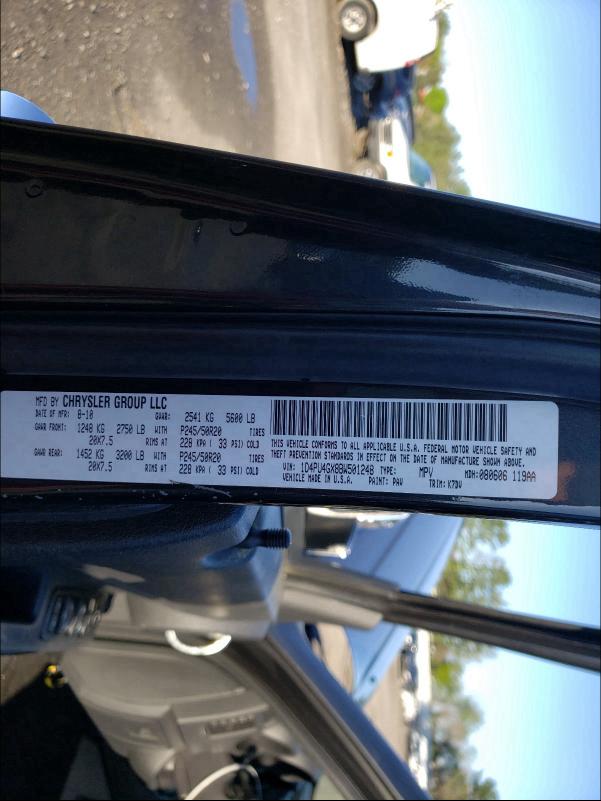 MFD BY CHRYSLER GROUP LLC
DATE OF MFR: 8-10 GVWR: 2541 KG 5600 LB
GAWR FRONT: 1248 KG 2750 LB WITH P245/50R20 TIRES
20X7.5 RIMS AT 228 KPA ( 33 PSI) COLD
GAWR REAR: 1452 KG 3200 LB WITH P245/50R20 TIRES
20X7.5 RIMS AT 228 KPA ( 33 PSI) COLD
THIS VEHICLE CONFORMS TO ALL APPLICABLE U.S.A. FEDERAL MOTOR VEHICLE SAFETY AND
THEFT PREVENTION STANDARDS IN EFFECT ON THE DATE OF MANUFACTURE SHOWN ABOVE.
VIN: 1D4PU4GX8BW501248 TYPE: MPV MDH: 080606 119AA
VEHICLE MADE IN U.S.A. PAINT: PAV TRIM: K7DV